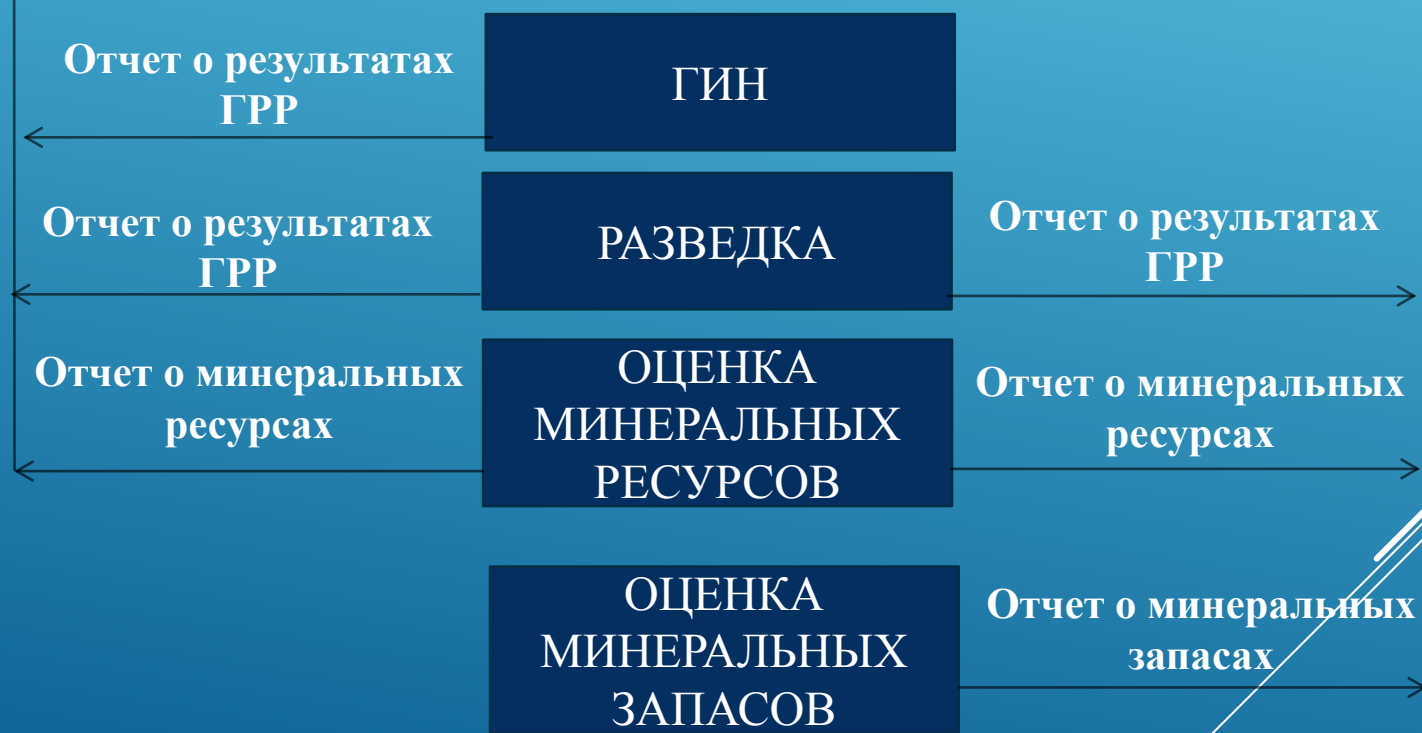 Отчет о результатах
ГРР
ГИН
Отчет о результатах
ГРР
РАЗВЕДКА
Отчет о результатах
ГРР
Отчет о минеральных
ресурсах
ОЦЕНКА
МИНЕРАЛЬНЫХ
РЕСУРСОВ
Отчет о минеральных
ресурсах
ОЦЕНКА
МИНЕРАЛЬНЫХ
ЗАПАСОВ
Отчет о минеральных
запасах